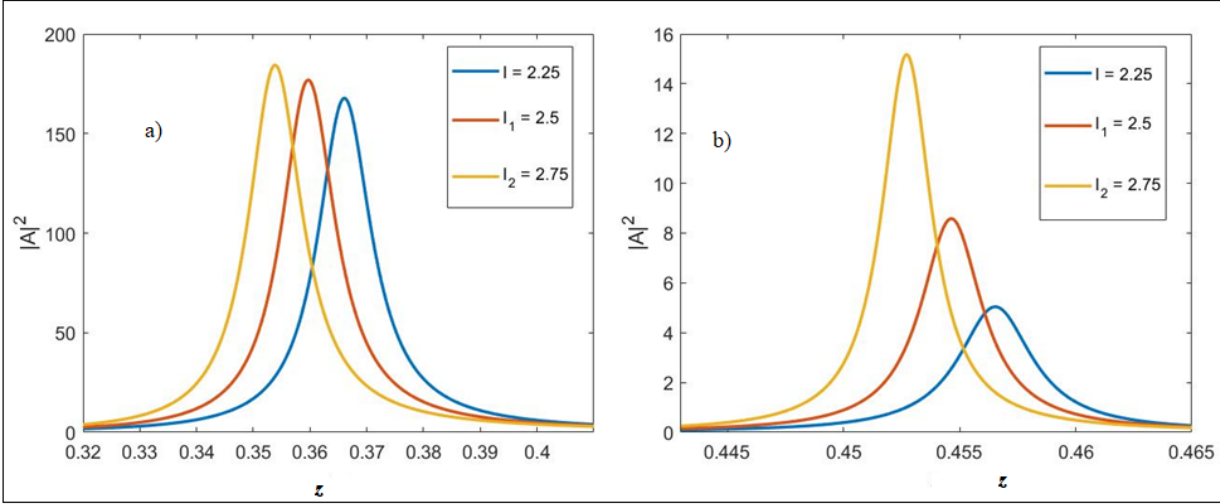 200
150
100
50
0
|A|²
a)
I = 2.25
I₁ = 2.5
I₂ = 2.75
0.32 0.33 0.34 0.35 0.36 0.37 0.38 0.39 0.4
z
16
14
12
10
8
6
4
2
0
|A|²
b)
I = 2.25
I₁ = 2.5
I₂ = 2.75
0.445 0.45 0.455 0.46 0.465
z